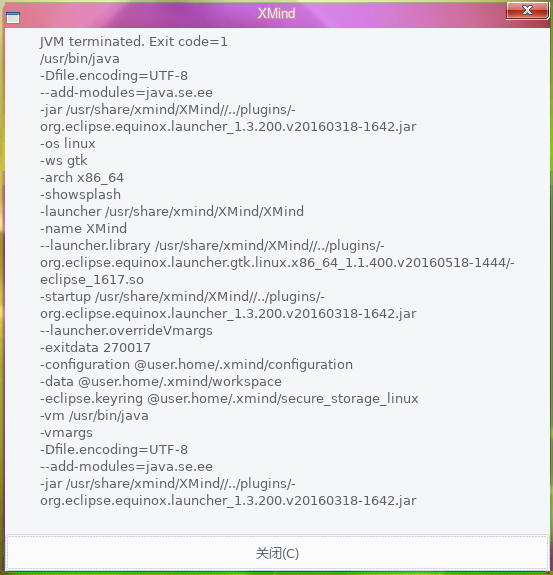 XMind
JVM terminated. Exit code=1
/usr/bin/java
-Dfile.encoding=UTF-8
--add-modules=java.se.ee
-jar /usr/share/xmind/XMind//../plugins/-
org.eclipse.equinox.launcher_1.3.200.v20160318-1642.jar
-os linux
-ws gtk
-arch x86_64
-showsplash
-launcher /usr/share/xmind/XMind/XMind
-name XMind
--launcher.library /usr/share/xmind/XMind//../plugins/-
org.eclipse.equinox.launcher.gtk.linux.x86_64_1.1.400.v20160518-1444/-
eclipse_1617.so
-startup /usr/share/xmind/XMind//../plugins/-
org.eclipse.equinox.launcher_1.3.200.v20160318-1642.jar
--launcher.overrideVmargs
-exitdata 270017
-configuration @user.home/.xmind/configuration
-data @user.home/.xmind/workspace
-eclipse.keyring @user.home/.xmind/secure_storage_linux
-vm /usr/bin/java
-vmargs
-Dfile.encoding=UTF-8
--add-modules=java.se.ee
-jar /usr/share/xmind/XMind//../plugins/-
org.eclipse.equinox.launcher_1.3.200.v20160318-1642.jar
关闭(C)